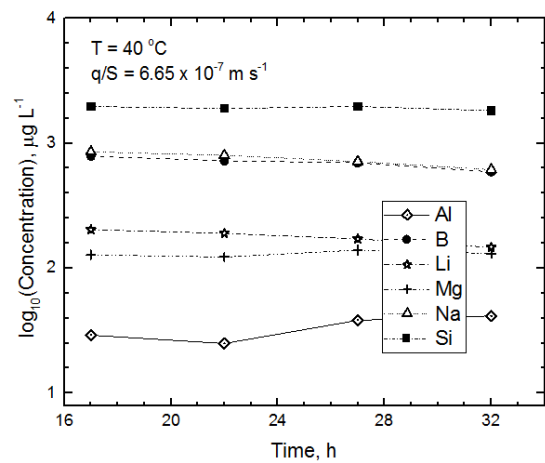 T = 40 °C
q/S = 6.65 x 10⁻⁷ m s⁻¹
log₁₀(Concentration), μg L⁻¹
4
3
2
1
Al
B
Li
Mg
Na
Si
16 20 24 28 32
Time, h